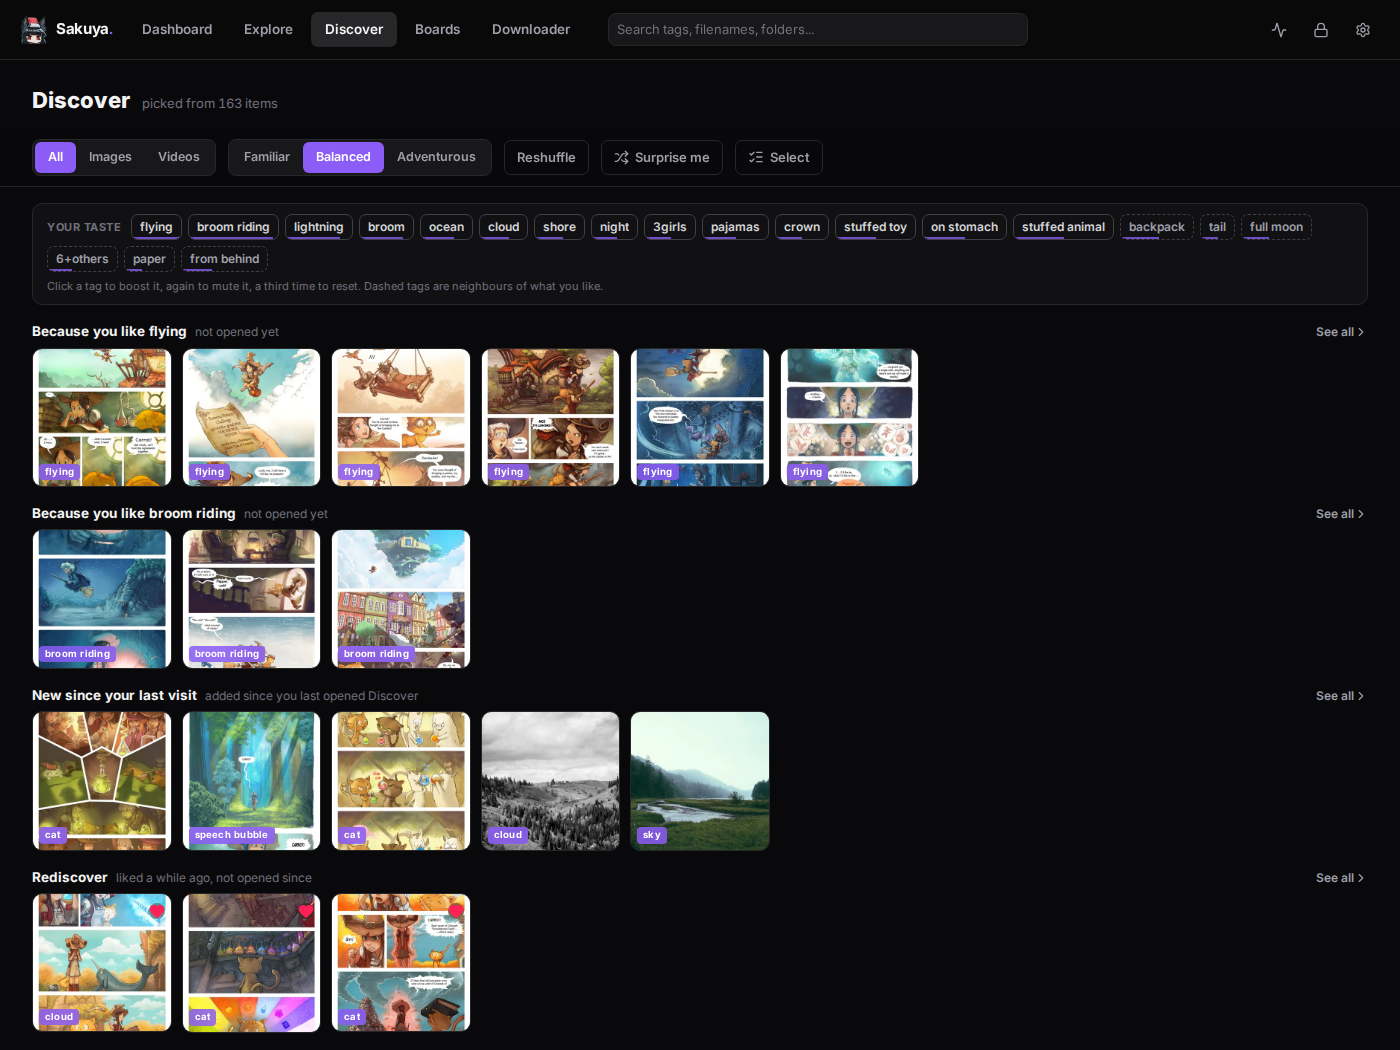 Sakuya.
Dashboard
Explore
Discover
Boards
Downloader
Search tags, filenames, folders...
Discover picked from 163 items
All
Images
Videos
Familiar
Balanced
Adventurous
Reshuffle
Surprise me
Select
YOUR TASTE flying broom riding lightning broom ocean cloud shore night 3girls pajamas crown stuffed toy on stomach stuffed animal backpack tail full moon
6+others paper from behind
Click a tag to boost it, again to mute it, a third time to reset. Dashed tags are neighbours of what you like.
Because you like flying not opened yet
See all
flying
flying
flying
flying
flying
flying
Because you like broom riding not opened yet
See all
broom riding
broom riding
broom riding
New since your last visit added since you last opened Discover
See all
cat
speech bubble
cat
cloud
sky
Rediscover liked a while ago, not opened since
See all
cloud
cat
cat